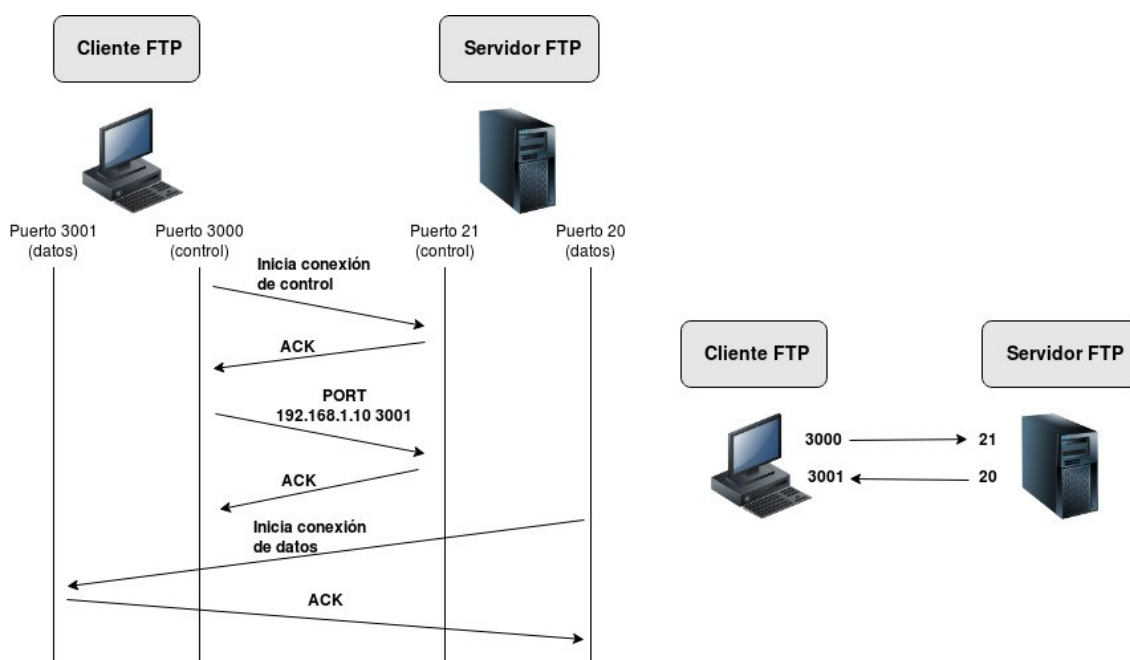 Cliente FTP
Servidor FTP
Puerto 3001
(datos)
Puerto 3000
(control)
Puerto 21
(control)
Puerto 20
(datos)
Inicia conexión
de control
ACK
PORT
192.168.1.10 3001
ACK
Inicia conexión
de datos
ACK
Cliente FTP
Servidor FTP
3000
21
3001
20